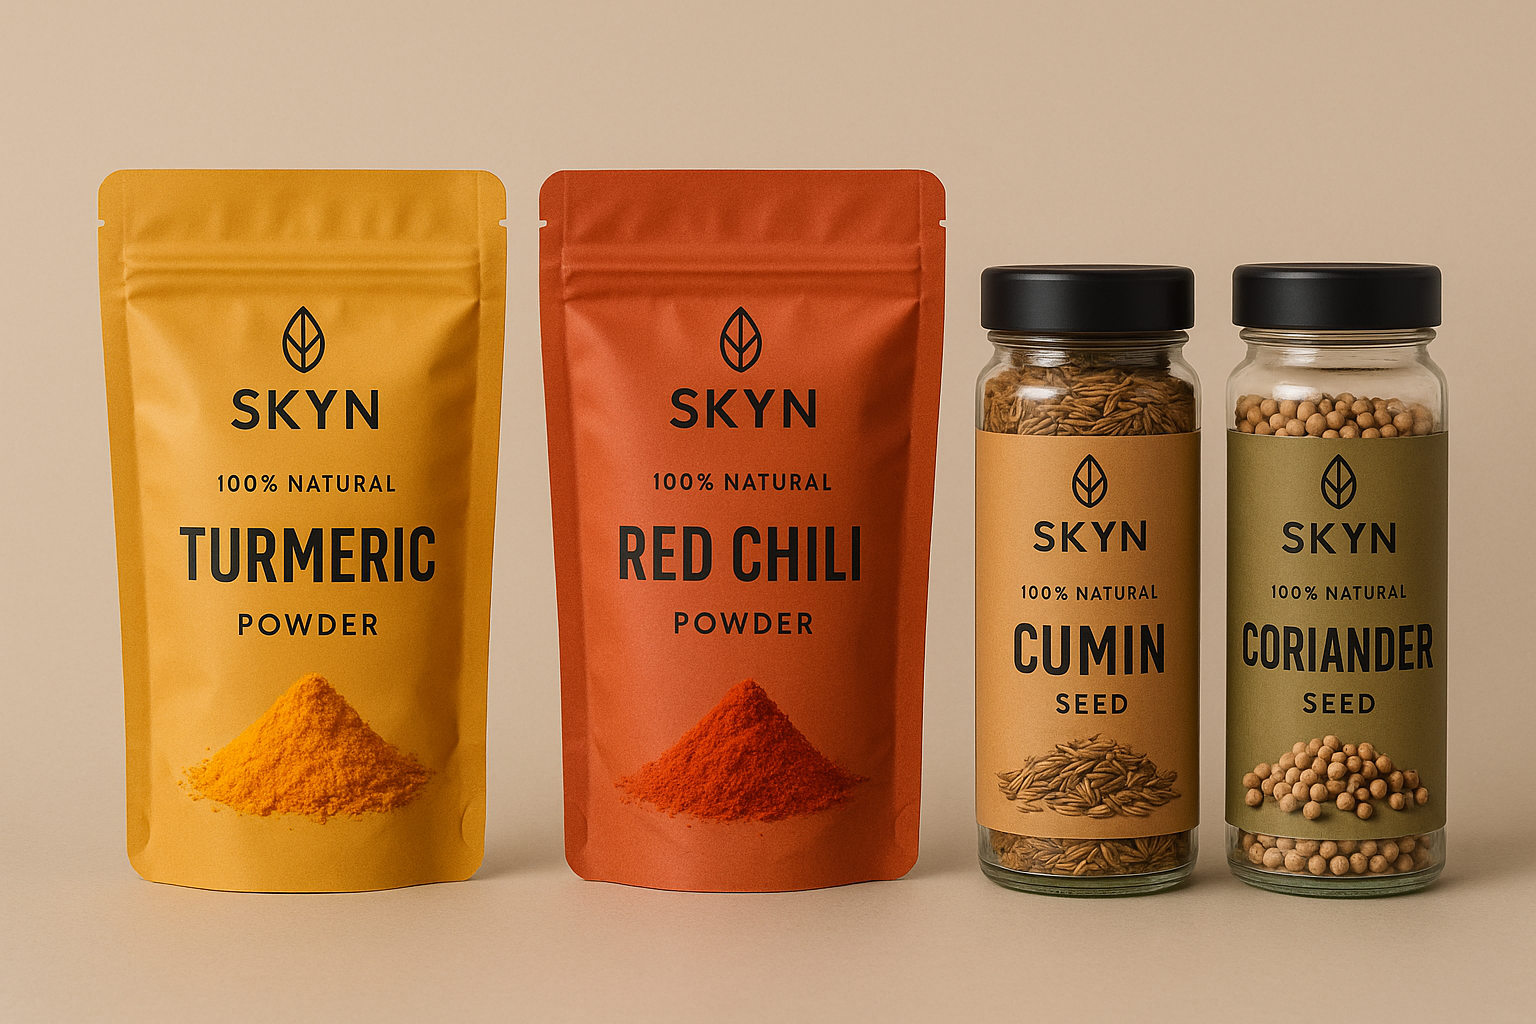 SKYN
100% NATURAL
TURMERIC
POWDER
SKYN
100% NATURAL
RED CHILI
POWDER
SKYN
100% NATURAL
CUMIN
SEED
SKYN
100% NATURAL
CORIANDER
SEED